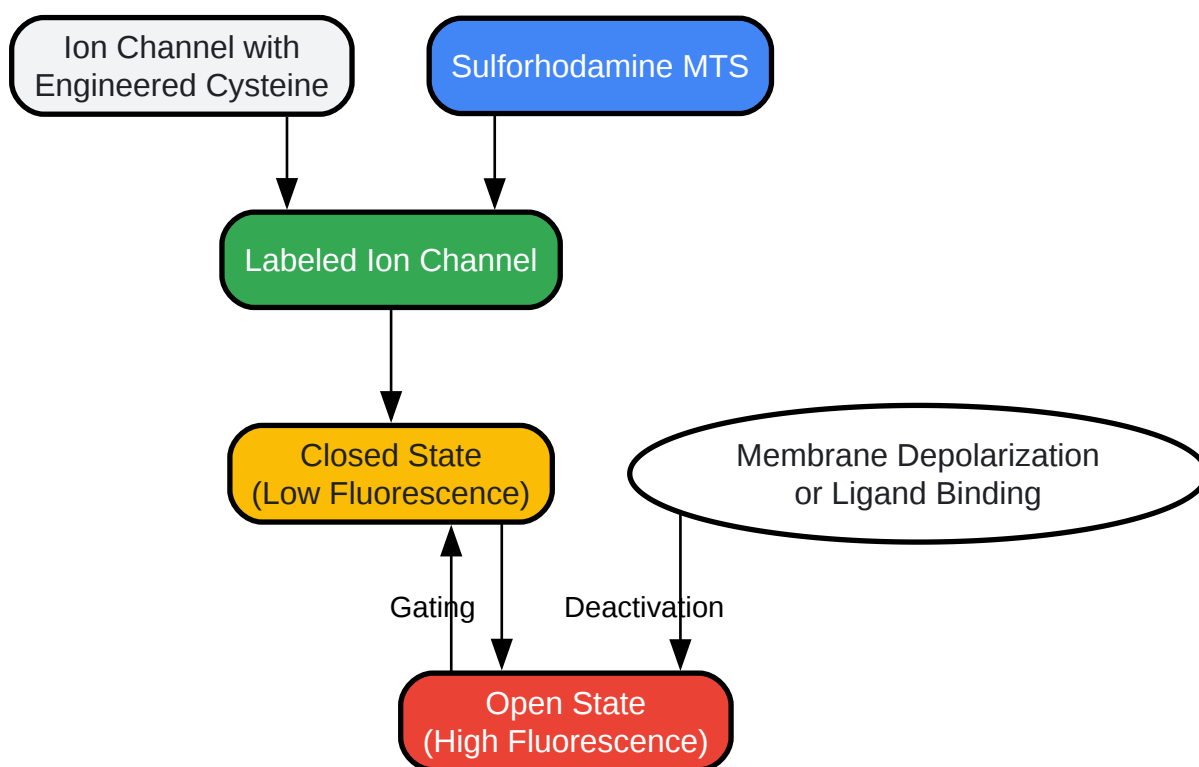 Ion Channel with
Engineered Cysteine
Sulforhodamine MTS
Labeled Ion Channel
Closed State
(Low Fluorescence)
Membrane Depolarization
or Ligand Binding
Gating
Deactivation
Open State
(High Fluorescence)